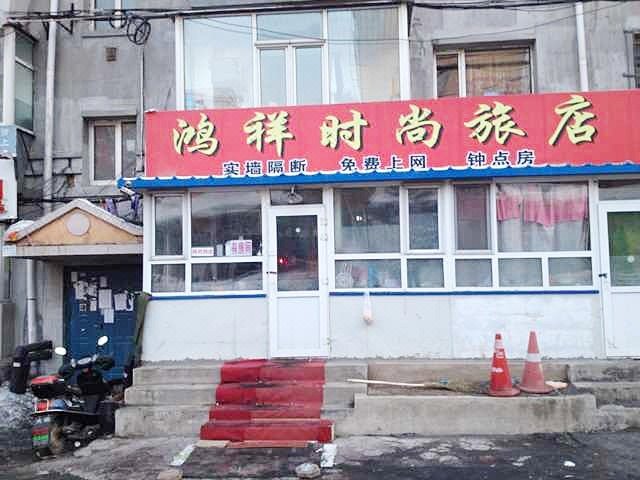 鸿祥时尚旅店
实墙隔断 免费上网 钟点房